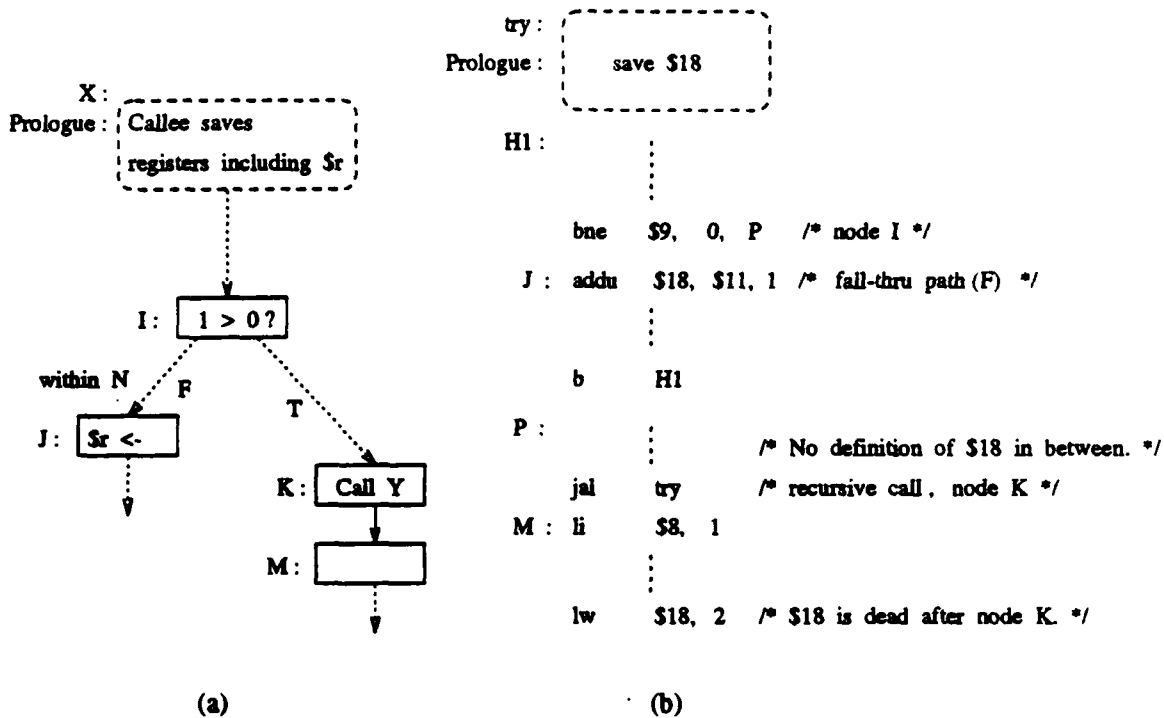 X :
Prologue : Callee saves
registers including $r
I : 1 > 0 ?
within N
F
T
J : $r <-
K : Call Y
M :
(a)
try :
Prologue : save $18
H1 :
bne $9, 0, P /* node I */
J : addu $18, $11, 1 /* fall-thru path (F) */
b H1
P :
/* No definition of $18 in between. */
jal try /* recursive call, node K */
M : li $8, 1
lw $18, 2 /* $18 is dead after node K. */
(b)